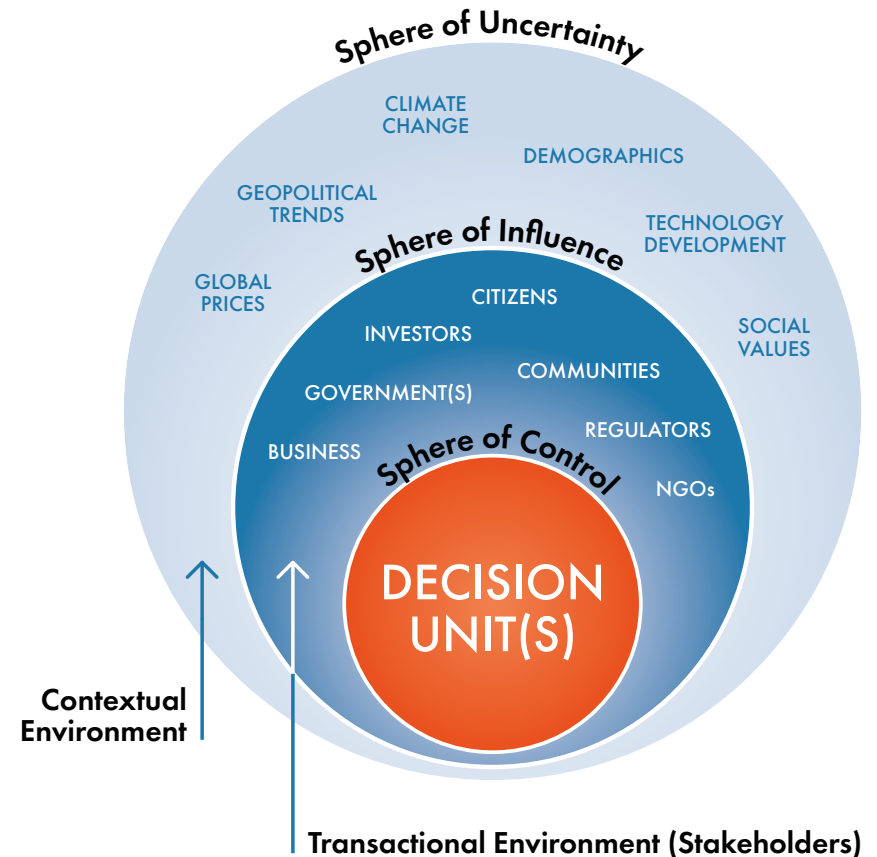 Sphere of Uncertainty
CLIMATE
CHANGE
DEMOGRAPHICS
GEOPOLITICAL
TRENDS
TECHNOLOGY
DEVELOPMENT
GLOBAL
PRICES
SOCIAL
VALUES
Sphere of Influence
CITIZENS
INVESTORS
COMMUNITIES
GOVERNMENT(S)
REGULATORS
BUSINESS
NGOs
Sphere of Control
DECISION
UNIT(S)
Contextual
Environment
Transactional Environment (Stakeholders)